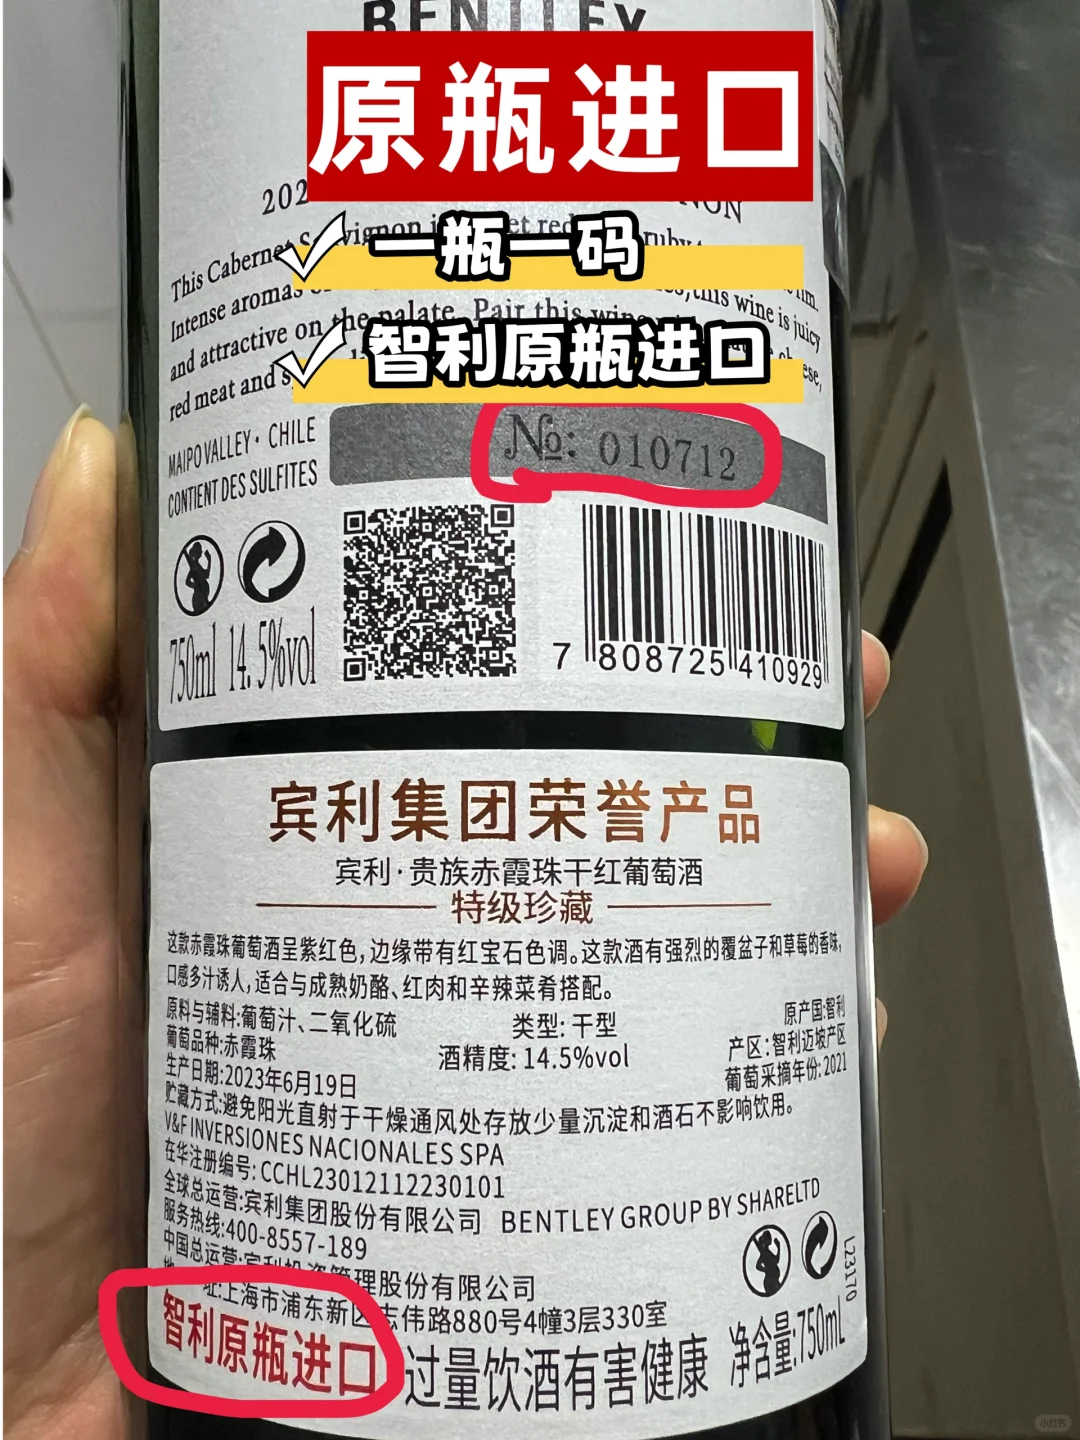 BENTLEY
原瓶进口
202
NON
一瓶一码
智利原瓶进口
This Cabernet Sauvignon
Intense aromas
this wine is juicy
and attractive on the palate. Pair this wine
red meat and
MAIPO VALLEY · CHILE
CONTIENT DES SULFITES
№: 010712
750ml 14.5%vol
7 808725 410929
宾利集团荣誉产品
宾利·贵族赤霞珠干红葡萄酒
特级珍藏
这款赤霞珠葡萄酒呈紫红色,边缘带有红宝石色调。这款酒有强烈的覆盆子和草莓的香味,
口感多汁诱人,适合与成熟奶酪、红肉和辛辣菜肴搭配。
原料与辅料:葡萄汁、二氧化硫 类型: 干型 原产国:智利
葡萄品种:赤霞珠 酒精度: 14.5%vol 产区: 智利迈坡产区
生产日期:2023年6月19日 葡萄采摘年份: 2021
贮藏方式:避免阳光直射于干燥通风处存放少量沉淀和酒石不影响饮用。
V&F INVERSIONES NACIONALES SPA
在华注册编号: CCHL23012112230101
全球总运营:宾利集团股份有限公司 BENTLEY GROUP BY SHARE LTD
服务热线:400-8557-189
中国总运营:宾利投资管理股份有限公司
址:上海市浦东新区志伟路880号4幢3层330室
L23170
智利原瓶进口
过量饮酒有害健康
净含量:750mL
小红书